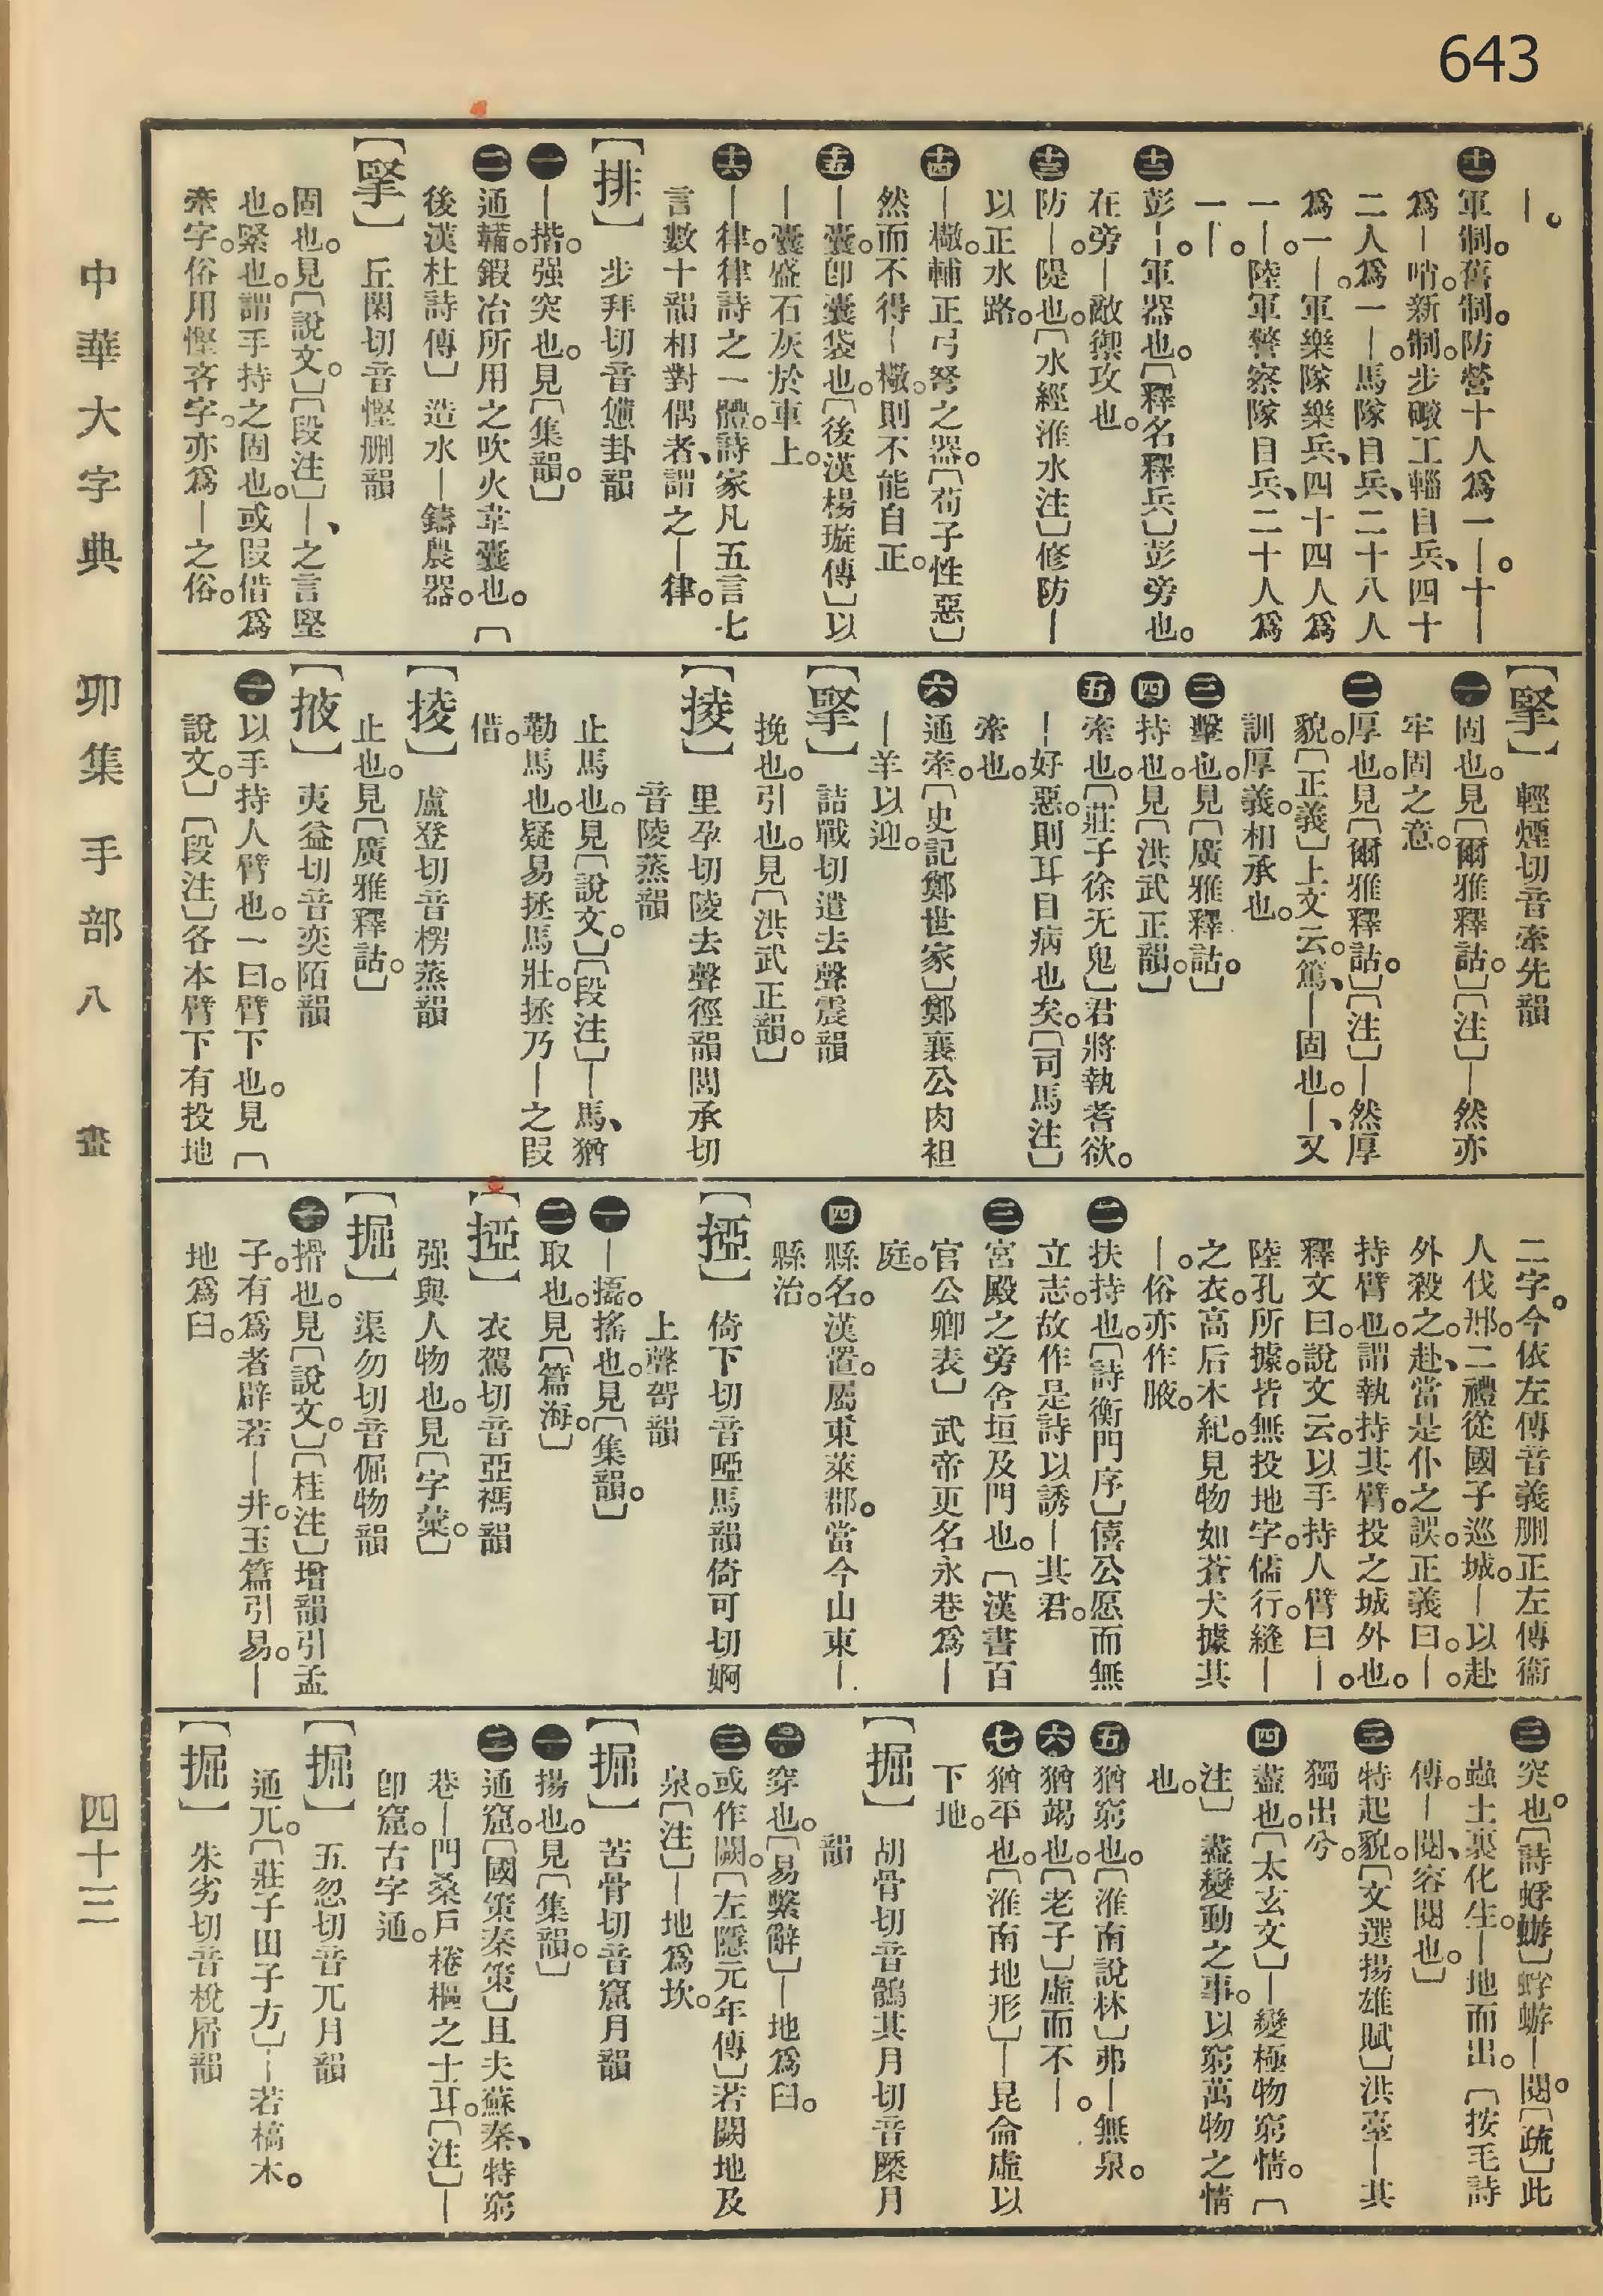 643
｜。
十一 軍制。舊制。防營十人爲一｜。十｜
爲｜哨。新制。步礮工輜目兵、四十
二人爲一｜。馬隊目兵、二十八人
爲一｜。軍樂隊樂兵、四十四人爲
一｜。陸軍警察隊目兵、二十人爲
一｜。
十二 彭｜。軍器也。〔釋名釋兵〕彭旁也。
在旁｜敵禦攻也。
十三 防｜。隄也。〔水經淮水注〕修防｜
以正水路。
十四 ｜檠。輔正弓弩之器。〔荀子性惡〕
然而不得｜檠。則不能自正。
十五 ｜囊。卽囊袋也。〔後漢楊璇傳〕以
｜囊盛石灰於車上。
十六 ｜律。律詩之一體。詩家凡五言七
言數十韻相對偶者、謂之｜律。
【排】 步拜切音憊卦韻
一 ｜揩。强突也。見〔集韻。〕
二 通韛。鍜冶所用之吹火韋囊也。〔
後漢杜詩傳〕造水｜鑄農器。
【掔】 丘閑切音慳删韻
固也。見〔說文。〕〔段注〕｜、之言堅
也。緊也。謂手持之固也。或叚借爲
牽字。俗用慳吝字。亦爲｜之俗。
【掔】 輕煙切音牽先韻
一 固也。見〔爾雅釋詁。〕〔注〕｜然亦
牢固之意。
二 厚也。見〔爾雅釋詁。〕〔注〕｜然厚
貌。〔正義〕上文云。篤、｜固也。｜、又
訓厚義。相承也。
三 擊也。見〔廣雅釋詁。〕
四 持也。見〔洪武正韻。〕
五 牽也。〔莊子徐无鬼〕君將執耆欲。
｜好惡。則耳目病也矣。〔司馬注〕
牽也。
六 通牽。〔史記鄭世家〕鄭襄公肉袒
｜羊以迎。
【掔】 詰戰切遣去聲震韻
挽也。引也。見〔洪武正韻。〕
【掕】 里孕切陵去聲徑韻閭承切
音陵蒸韻
止馬也。見〔說文。〕〔段注〕｜馬、猶
勒馬也。疑易拯馬壯。拯乃｜之叚
借。
【掕】 盧登切音楞蒸韻
止也。見〔廣雅釋詁。〕
【掖】 夷益切音奕陌韻
一 以手持人臂也。一曰。臂下也。見〔
說文。〕〔段注〕各本臂下有投地
二字。今依左傳音義删正左傳衞
人伐邢。二禮從國子巡城。｜以赴
外殺之。赴、當是仆之誤。正義曰。｜。
持臂也。謂執持其臂。投之城外也。
釋文曰。說文云。以手持人臂曰｜。
陸孔所據。皆無投地字。儒行。縫｜
之衣。高后本紀。見物如蒼犬據其
｜。俗亦作腋。
二 扶持也。〔詩衡門序〕僖公愿而無
立志。故作是詩以誘｜其君。
三 宮殿之旁舍垣及門也。〔漢書百
官公卿表〕武帝更名永巷爲｜
庭。
四 縣名。漢置。屬東萊郡。當今山東｜
縣治。
【掗】 倚下切音啞馬韻倚可切婀
上聲哿韻
一 ｜擣。搖也。見〔集韻。〕
二 取也。見〔篇海。〕
【掗】 衣駕切音亞禡韻
强與人物也。見〔字彙。〕
【掘】 渠勿切音倔物韻
一 搰也。見〔說文。〕〔桂注〕增韻引孟
子。有爲者辟若｜井。玉篇引易。｜
地爲臼。
二 突也。〔詩蜉蝣〕蜉蝣｜閱。〔疏〕此
蟲土裏化生。｜地而出。〔按毛詩
傳。｜閱、容閱也。〕
三 特起貌。〔文選揚雄賦〕洪臺｜其
獨出兮。
四 盡也。〔太玄文〕｜變極物窮情。〔
注〕盡變動之事。以窮萬物之情
也。
五 猶窮也。〔淮南說林〕弗｜無泉。
六 猶竭也。〔老子〕虛而不｜。
七 猶平也。〔淮南地形〕｜昆侖虛以
下地。
【掘】 胡骨切音鶻其月切音橜月
韻
一 穿也。〔易繫辭〕｜地爲臼。
二 或作闕。〔左隱元年傳〕若闕地及
泉。〔注〕｜地爲坎。
【掘】 苦骨切音窟月韻
一 揚也。見〔集韻。〕
二 通窟。〔國策秦策〕且夫蘇秦、特窮
巷｜門桑戶棬樞之士耳。〔注〕｜
卽窟。古字通。
【掘】 五忽切音兀月韻
通兀。〔莊子田子方〕｜若槁木。
【掘】 朱劣切音梲屑韻
中華大字典 卯集 手部 八畫 四十三